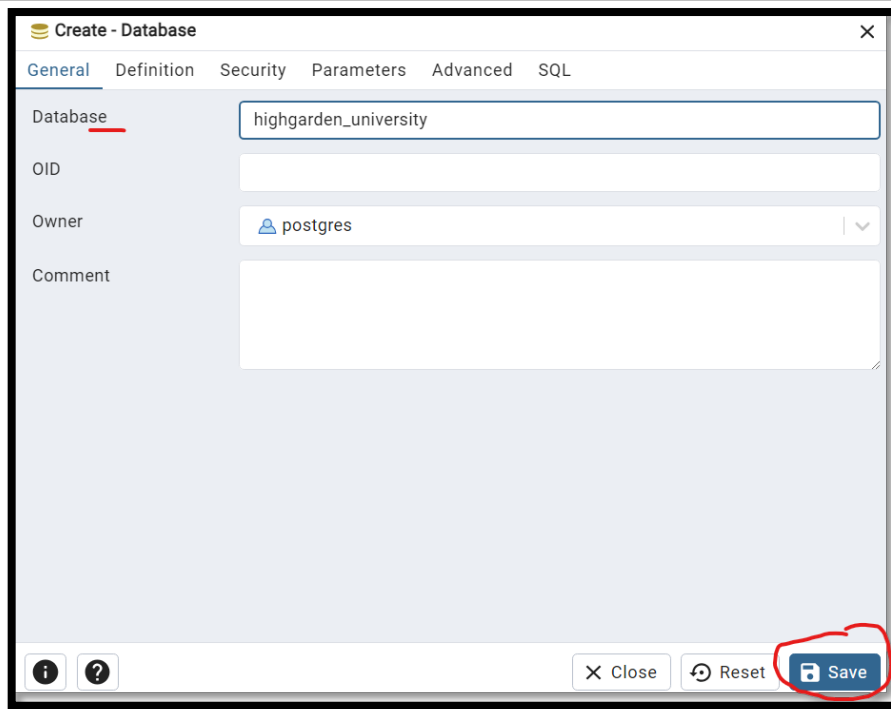 Create - Database
General Definition Security Parameters Advanced SQL
Database highgarden_university
OID
Owner postgres
Comment
Close Reset Save